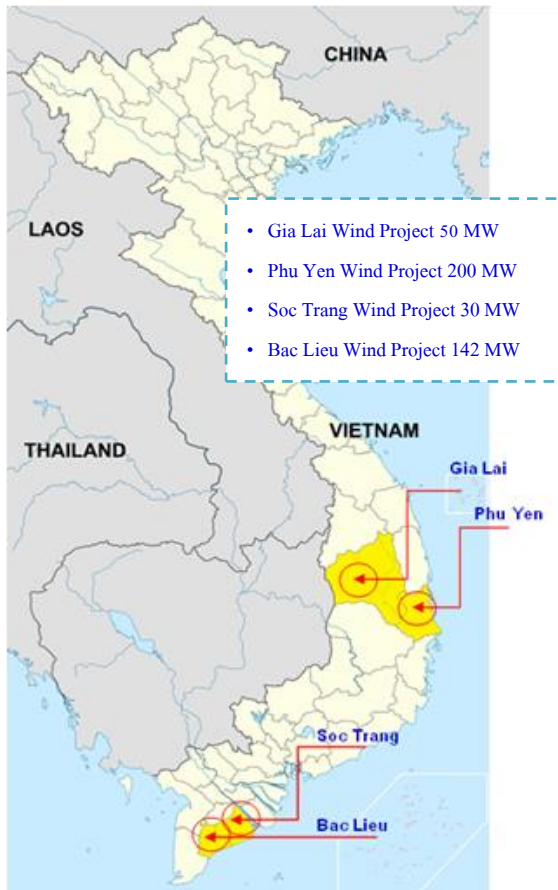 CHINA
LAOS
• Gia Lai Wind Project 50 MW
• Phu Yen Wind Project 200 MW
• Soc Trang Wind Project 30 MW
• Bac Lieu Wind Project 142 MW
VIETNAM
THAILAND
Gia Lai
Phu Yen
Soc Trang
Bac Lieu